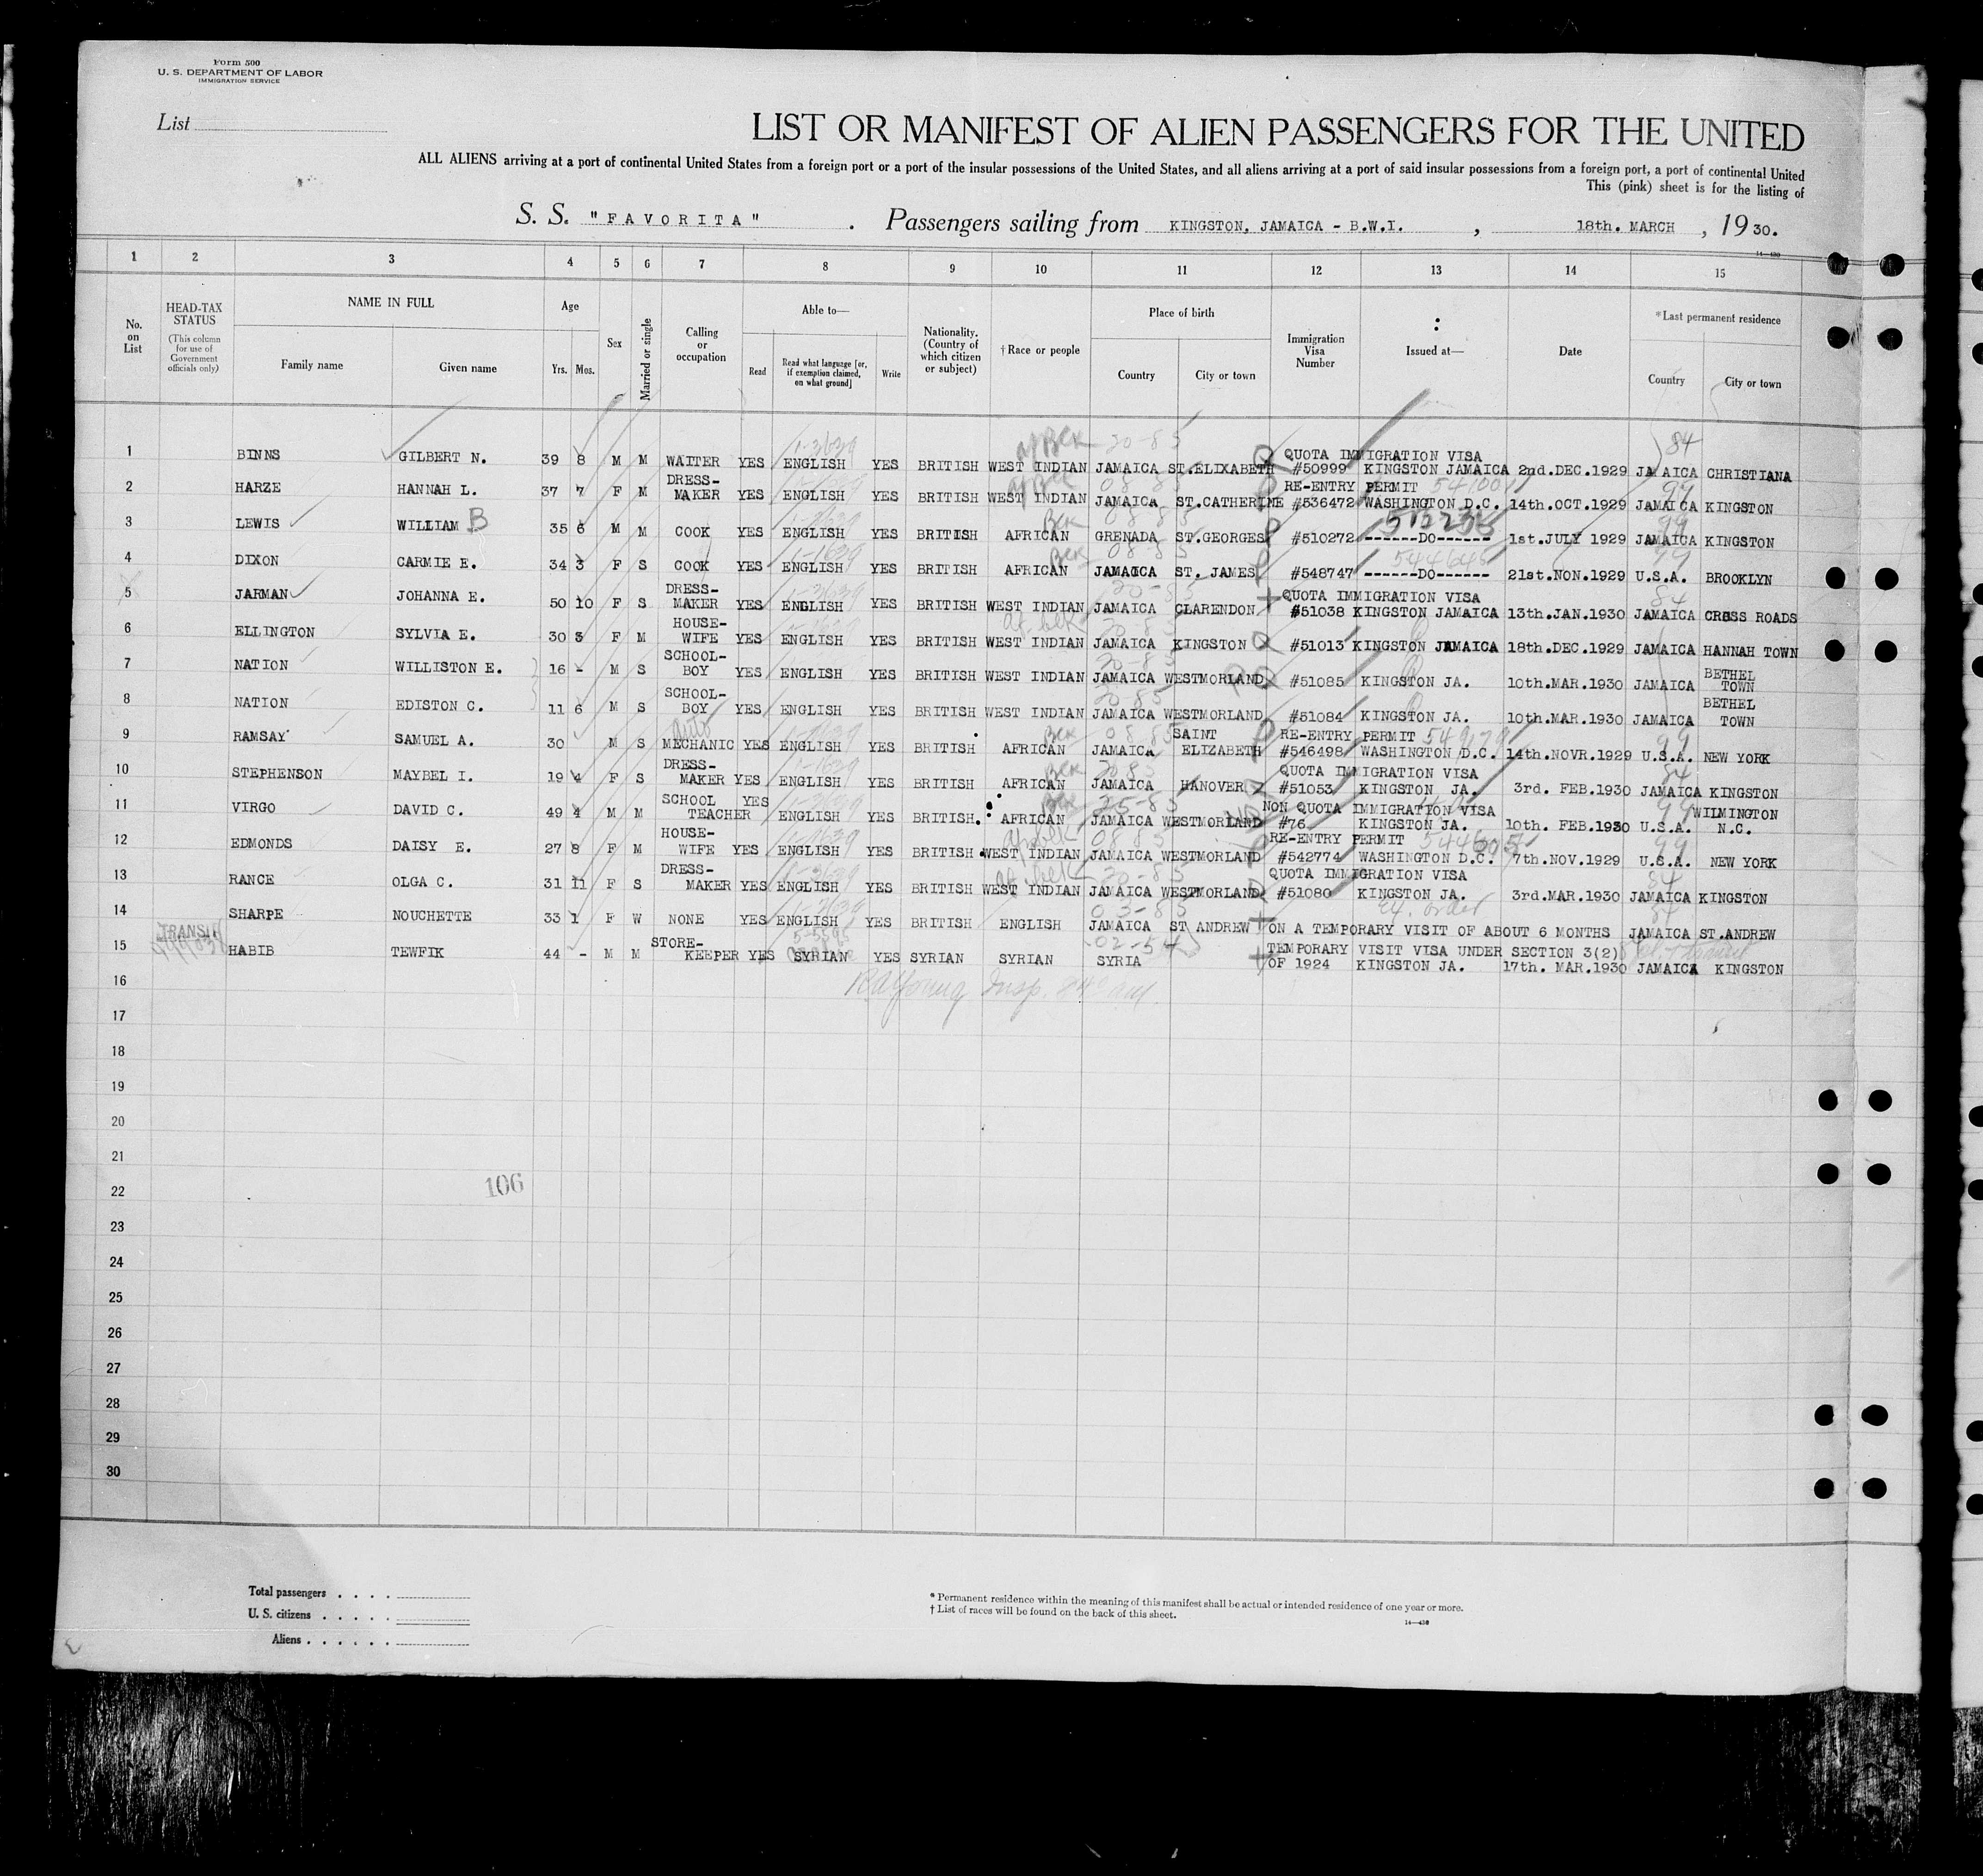 Form 500
U. S. DEPARTMENT OF LABOR
IMMIGRATION SERVICE
List
LIST OR MANIFEST OF ALIEN PASSENGERS FOR THE UNITED
ALL ALIENS arriving at a port of continental United States from a foreign port or a port of the insular possessions of the United States, and all aliens arriving at a port of said insular possessions from a foreign port, a port of continental United
This (pink) sheet is for the listing of
S. S. "FAVORITA" . Passengers sailing from KINGSTON, JAMAICA - B.W.I. , 18th. MARCH , 1930.
14—430
1 2 3 4 5 6 7 8 9 10 11 12 13 14 15
No. on List
HEAD-TAX STATUS
(This column for use of Government officials only)
NAME IN FULL
Family name Given name
Age
Yrs. Mos.
Sex
Married or single
Calling or occupation
Able to—
Read
Read what language [or, if exemption claimed, on what ground]
Write
Nationality. (Country of which citizen or subject)
†Race or people
Place of birth
Country City or town
Immigration Visa Number
Issued at—
Date
*Last permanent residence
Country City or town
1 BINNS GILBERT N. 39 8 M M WAITER YES ENGLISH YES BRITISH WEST INDIAN JAMAICA ST.ELIXABETH QUOTA IMMIGRATION VISA #50999 KINGSTON JAMAICA 2nd.DEC.1929 JAMAICA CHRISTIANA
2 HARZE HANNAH L. 37 7 F M DRESS-MAKER YES ENGLISH YES BRITISH WEST INDIAN JAMAICA ST.CATHERINE RE-ENTRY PERMIT #536472 WASHINGTON D.C. 14th.OCT.1929 JAMAICA KINGSTON
3 LEWIS WILLIAM B 35 6 M M COOK YES ENGLISH YES BRITISH AFRICAN GRENADA ST.GEORGES #510272 ------DO------ 1st.JULY 1929 JAMAICA KINGSTON
4 DIXON CARMIE E. 34 3 F S COOK YES ENGLISH YES BRITISH AFRICAN JAMAICA ST. JAMES #548747 ------DO------ 21st.NON.1929 U.S.A. BROOKLYN
5 JARMAN JOHANNA E. 50 10 F S DRESS-MAKER YES ENGLISH YES BRITISH WEST INDIAN JAMAICA CLARENDON QUOTA IMMIGRATION VISA #51038 KINGSTON JAMAICA 13th.JAN.1930 JAMAICA CROSS ROADS
6 ELLINGTON SYLVIA E. 30 3 F M HOUSE-WIFE YES ENGLISH YES BRITISH WEST INDIAN JAMAICA KINGSTON #51013 KINGSTON JAMAICA 18th.DEC.1929 JAMAICA HANNAH TOWN
7 NATION WILLISTON E. 16 - M S SCHOOL-BOY YES ENGLISH YES BRITISH WEST INDIAN JAMAICA WESTMORLAND #51085 KINGSTON JA. 10th.MAR.1930 JAMAICA BETHEL TOWN
8 NATION EDISTON C. 11 6 M S SCHOOL-BOY YES ENGLISH YES BRITISH WEST INDIAN JAMAICA WESTMORLAND #51084 KINGSTON JA. 10th.MAR.1930 JAMAICA BETHEL TOWN
9 RAMSAY SAMUEL A. 30 M S MECHANIC YES ENGLISH YES BRITISH AFRICAN JAMAICA SAINT ELIZABETH RE-ENTRY PERMIT #546498 WASHINGTON D.C. 14th.NOVR.1929 U.S.A. NEW YORK
10 STEPHENSON MAYBEL I. 19 4 F S DRESS-MAKER YES ENGLISH YES BRITISH AFRICAN JAMAICA HANOVER QUOTA IMMIGRATION VISA #51053 KINGSTON JA. 3rd. FEB.1930 JAMAICA KINGSTON
11 VIRGO DAVID C. 49 4 M M SCHOOL TEACHER YES ENGLISH YES BRITISH. AFRICAN JAMAICA WESTMORLAND NON QUOTA IMMIGRATION VISA #76 KINGSTON JA. 10th. FEB.1930 U.S.A. WILMINGTON N.C.
12 EDMONDS DAISY E. 27 8 F M HOUSE-WIFE YES ENGLISH YES BRITISH WEST INDIAN JAMAICA WESTMORLAND RE-ENTRY PERMIT #542774 WASHINGTON D.C. 7th.NOV.1929 U.S.A. NEW YORK
13 RANCE OLGA C. 31 11 F S DRESS-MAKER YES ENGLISH YES BRITISH WEST INDIAN JAMAICA WESTMORLAND QUOTA IMMIGRATION VISA #51080 KINGSTON JA. 3rd.MAR.1930 JAMAICA KINGSTON
14 SHARPE NOUCHETTE 33 1 F W NONE YES ENGLISH YES BRITISH ENGLISH JAMAICA ST ANDREW ON A TEMPORARY VISIT OF ABOUT 6 MONTHS JAMAICA ST.ANDREW
15 TRANSIT HABIB TEWFIK 44 - M M STORE-KEEPER YES SYRIAN YES SYRIAN SYRIAN SYRIA TEMPORARY VISIT VISA UNDER SECTION 3(2) OF 1924 KINGSTON JA. 17th. MAR.1930 JAMAICA KINGSTON
16
17
18
19
20
21
22
106
23
24
25
26
27
28
29
30
Total passengers . . . .
U. S. citizens . . . . .
Aliens . . . . . .
* Permanent residence within the meaning of this manifest shall be actual or intended residence of one year or more.
† List of races will be found on the back of this sheet.
14—430